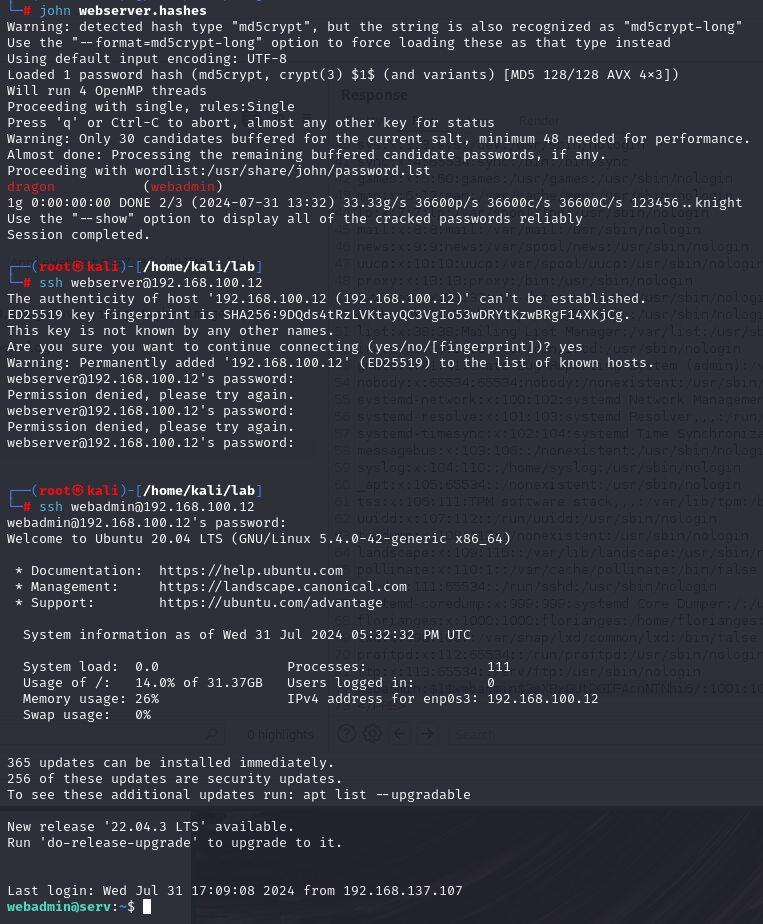 └─# john webserver.hashes
Warning: detected hash type "md5crypt", but the string is also recognized as "md5crypt-long"
Use the "--format=md5crypt-long" option to force loading these as that type instead
Using default input encoding: UTF-8
Loaded 1 password hash (md5crypt, crypt(3) $1$ (and variants) [MD5 128/128 AVX 4×3])
Will run 4 OpenMP threads
Proceeding with single, rules:Single
Press 'q' or Ctrl-C to abort, almost any other key for status
Warning: Only 30 candidates buffered for the current salt, minimum 48 needed for performance.
Almost done: Processing the remaining buffered candidate passwords, if any.
Proceeding with wordlist:/usr/share/john/password.lst
dragon           (webadmin)
1g 0:00:00:00 DONE 2/3 (2024-07-31 13:32) 33.33g/s 36600p/s 36600c/s 36600C/s 123456..knight
Use the "--show" option to display all of the cracked passwords reliably
Session completed.
┌──(root㉿kali)-[/home/kali/lab]
└─# ssh webserver@192.168.100.12
The authenticity of host '192.168.100.12 (192.168.100.12)' can't be established.
ED25519 key fingerprint is SHA256:9DQds4tRzLVKtayQC3VgIo53wDRYtKzwBRgF14XKjCg.
This key is not known by any other names.
Are you sure you want to continue connecting (yes/no/[fingerprint])? yes
Warning: Permanently added '192.168.100.12' (ED25519) to the list of known hosts.
webserver@192.168.100.12's password:
Permission denied, please try again.
webserver@192.168.100.12's password:
Permission denied, please try again.
webserver@192.168.100.12's password:
┌──(root㉿kali)-[/home/kali/lab]
└─# ssh webadmin@192.168.100.12
webadmin@192.168.100.12's password:
Welcome to Ubuntu 20.04 LTS (GNU/Linux 5.4.0-42-generic x86_64)
* Documentation:  https://help.ubuntu.com
* Management:     https://landscape.canonical.com
* Support:        https://ubuntu.com/advantage
System information as of Wed 31 Jul 2024 05:32:32 PM UTC
System load:  0.0                Processes:               111
Usage of /:   14.0% of 31.37GB   Users logged in:         0
Memory usage: 26%                IPv4 address for enp0s3: 192.168.100.12
Swap usage:   0%
365 updates can be installed immediately.
256 of these updates are security updates.
To see these additional updates run: apt list --upgradable
New release '22.04.3 LTS' available.
Run 'do-release-upgrade' to upgrade to it.
Last login: Wed Jul 31 17:09:08 2024 from 192.168.137.107
webadmin@serv:~$